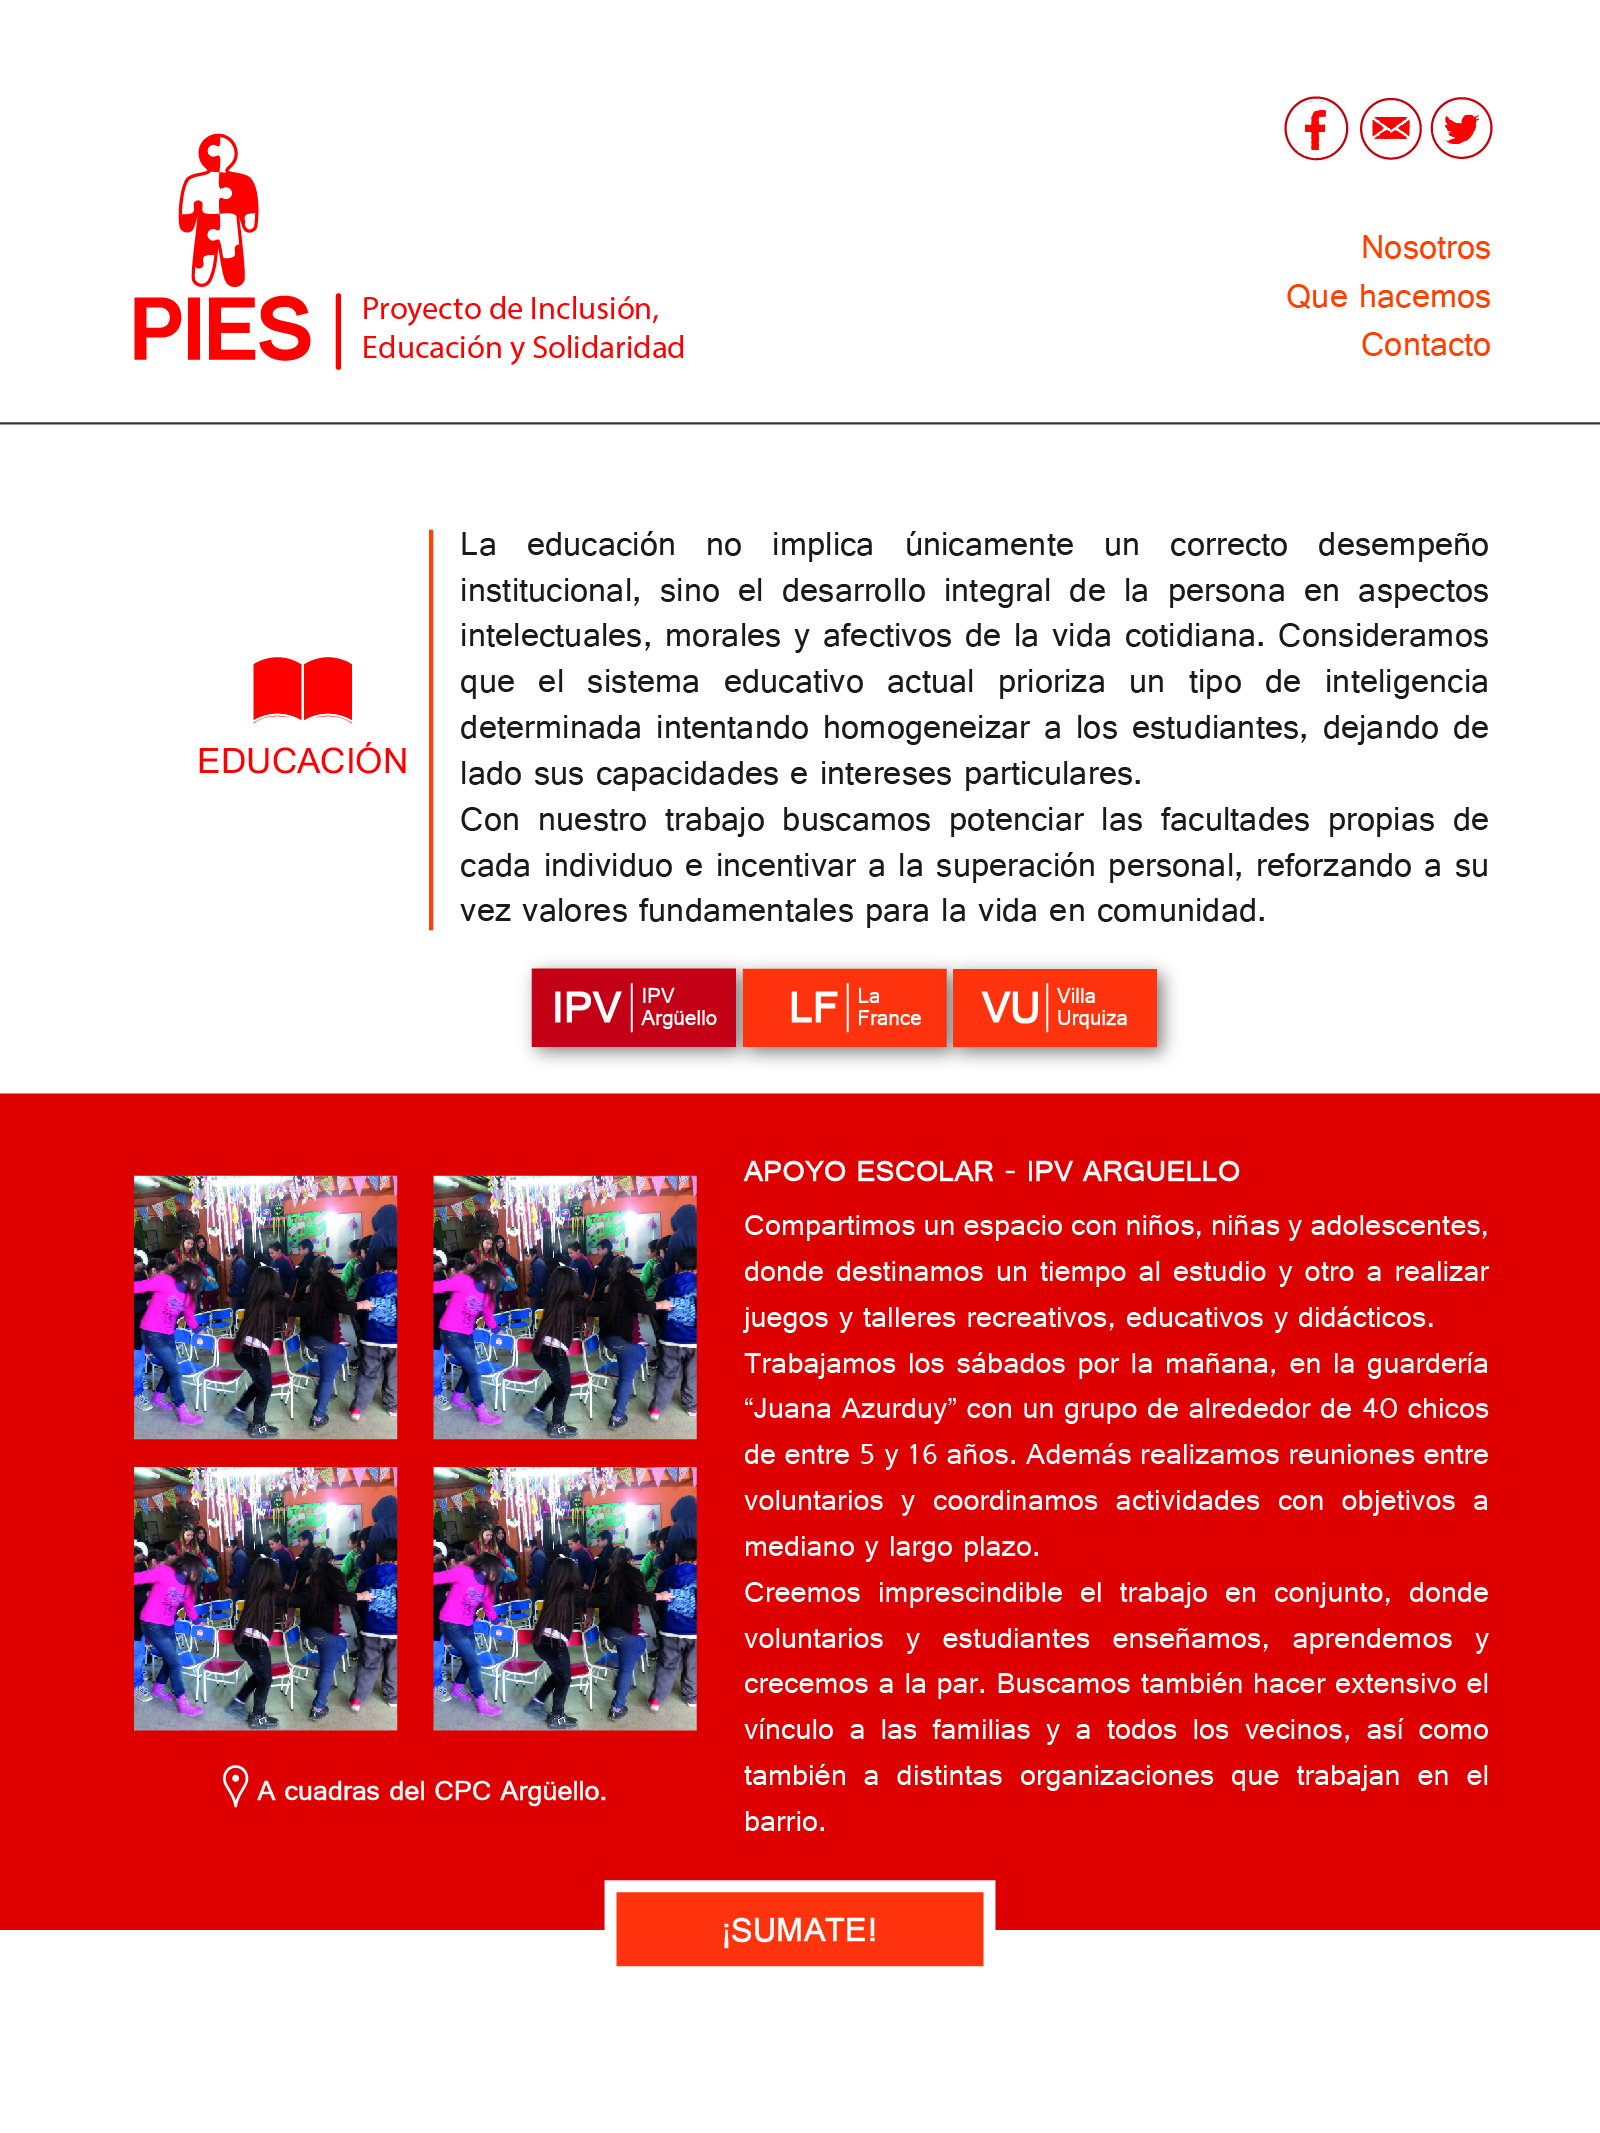 PIES
Proyecto de Inclusión,
Educación y Solidaridad
Nosotros
Que hacemos
Contacto
EDUCACIÓN
La educación no implica únicamente un correcto desempeño
institucional, sino el desarrollo integral de la persona en aspectos
intelectuales, morales y afectivos de la vida cotidiana. Consideramos
que el sistema educativo actual prioriza un tipo de inteligencia
determinada intentando homogeneizar a los estudiantes, dejando de
lado sus capacidades e intereses particulares.
Con nuestro trabajo buscamos potenciar las facultades propias de
cada individuo e incentivar a la superación personal, reforzando a su
vez valores fundamentales para la vida en comunidad.
IPV
IPV
Argüello
LF
La
France
VU
Villa
Urquiza
APOYO ESCOLAR - IPV ARGUELLO
Compartimos un espacio con niños, niñas y adolescentes,
donde destinamos un tiempo al estudio y otro a realizar
juegos y talleres recreativos, educativos y didácticos.
Trabajamos los sábados por la mañana, en la guardería
“Juana Azurduy” con un grupo de alrededor de 40 chicos
de entre 5 y 16 años. Además realizamos reuniones entre
voluntarios y coordinamos actividades con objetivos a
mediano y largo plazo.
Creemos imprescindible el trabajo en conjunto, donde
voluntarios y estudiantes enseñamos, aprendemos y
crecemos a la par. Buscamos también hacer extensivo el
vínculo a las familias y a todos los vecinos, así como
también a distintas organizaciones que trabajan en el
barrio.
A cuadras del CPC Argüello.
¡SUMATE!